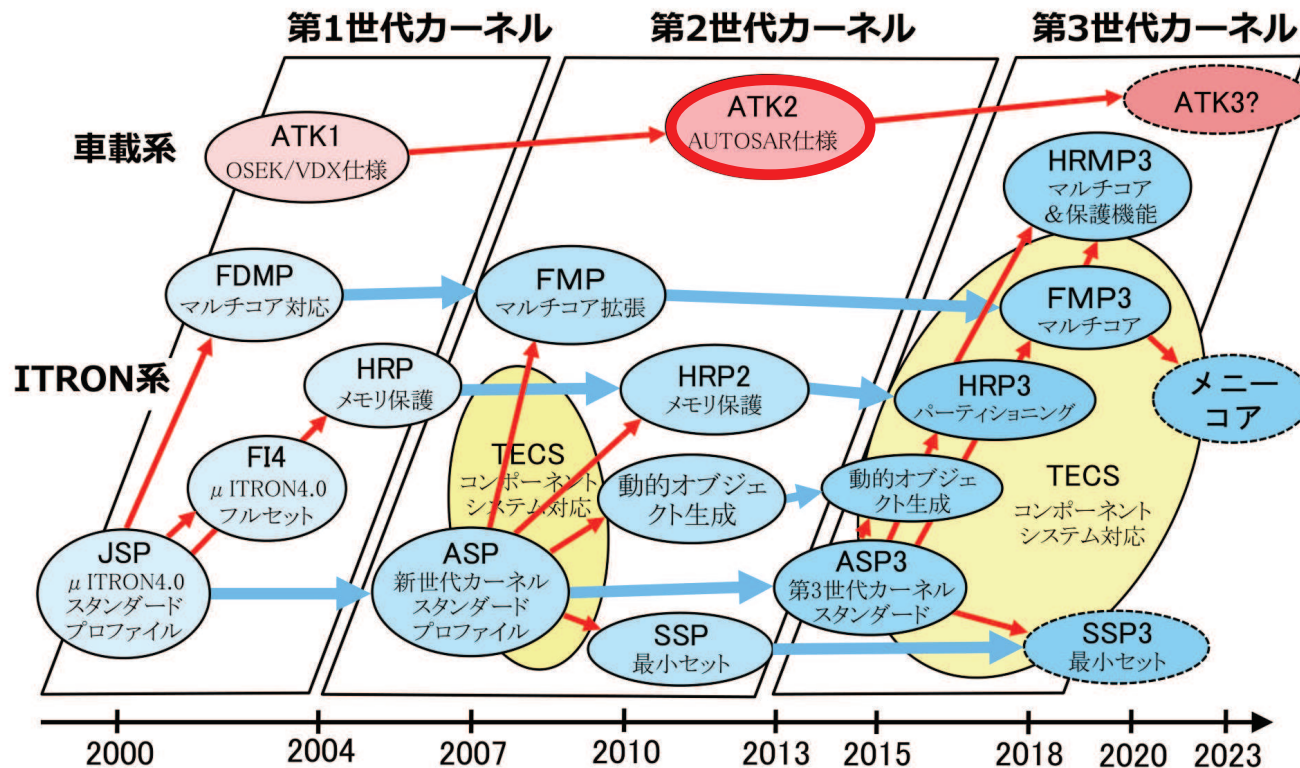 第1世代カーネル
第2世代カーネル
第3世代カーネル
車載系
ITRON系
ATK1
OSEK/VDX仕様
ATK2
AUTOSAR仕様
ATK3?
HRMP3
マルチコア
&保護機能
FDMP
マルチコア対応
FMP
マルチコア拡張
FMP3
マルチコア
HRP
メモリ保護
HRP2
メモリ保護
HRP3
パーティショニング
メニー
コア
FI4
μITRON4.0
フルセット
TECS
コンポーネント
システム対応
動的オブジェ
クト生成
動的オブジェ
クト生成
TECS
コンポーネント
システム対応
JSP
μITRON4.0
スタンダード
プロファイル
ASP
新世代カーネル
スタンダード
プロファイル
ASP3
第3世代カーネル
スタンダード
SSP
最小セット
SSP3
最小セット
2000
2004
2007
2010
2013
2015
2018
2020
2023